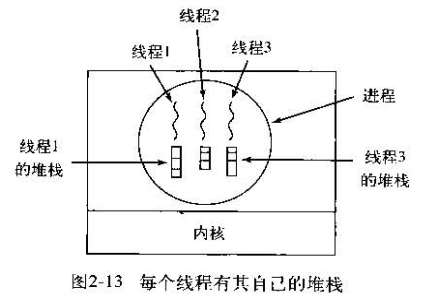 线程2
线程1
线程3
进程
线程1
的堆栈
线程3
的堆栈
内核
图2-13 每个线程有其自己的堆栈